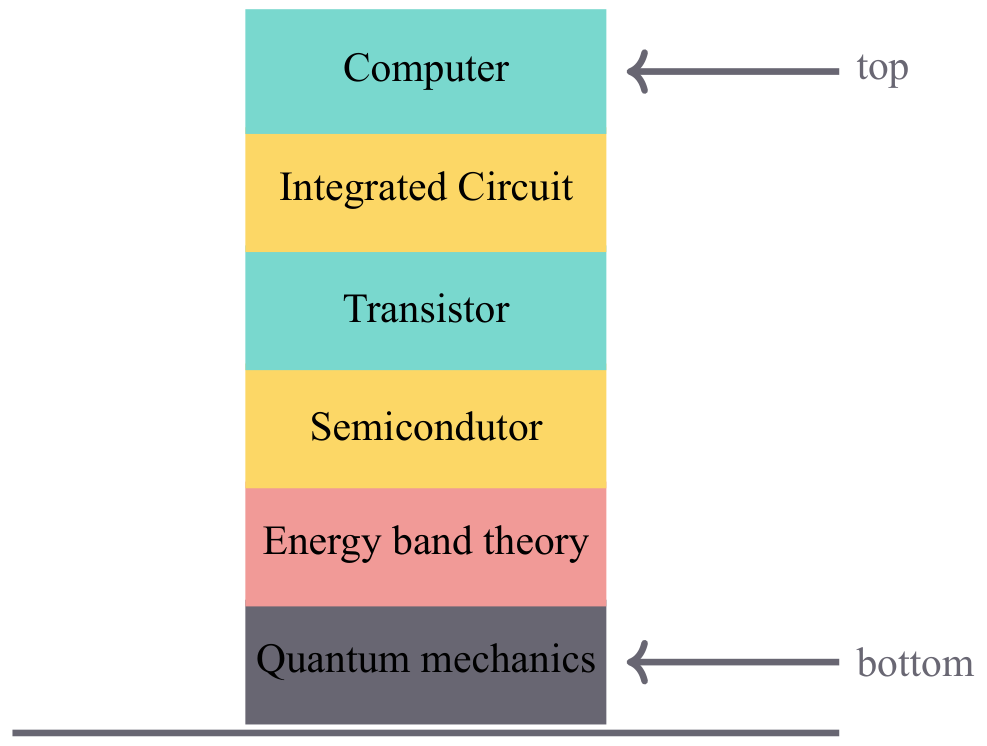 Computer
top
Integrated Circuit
Transistor
Semicondutor
Energy band theory
Quantum mechanics
bottom